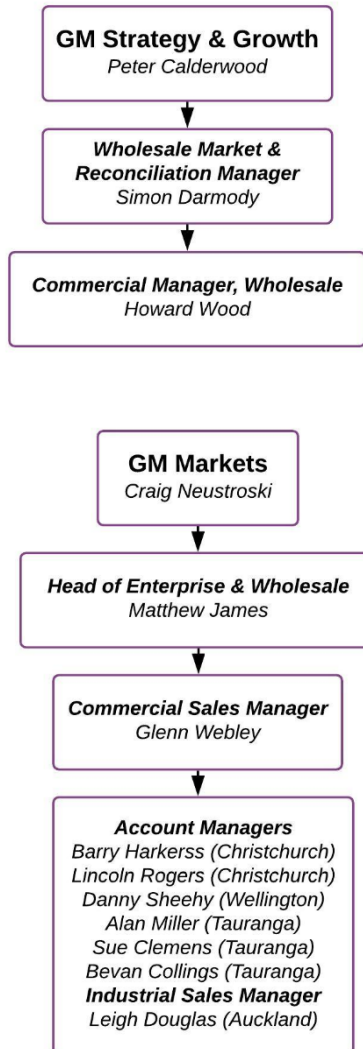 GM Strategy & Growth
Peter Calderwood
Wholesale Market &
Reconciliation Manager
Simon Darmody
Commercial Manager, Wholesale
Howard Wood
GM Markets
Craig Neustroski
Head of Enterprise & Wholesale
Matthew James
Commercial Sales Manager
Glenn Webley
Account Managers
Barry Harkerss (Christchurch)
Lincoln Rogers (Christchurch)
Danny Sheehy (Wellington)
Alan Miller (Tauranga)
Sue Clemens (Tauranga)
Bevan Collings (Tauranga)
Industrial Sales Manager
Leigh Douglas (Auckland)